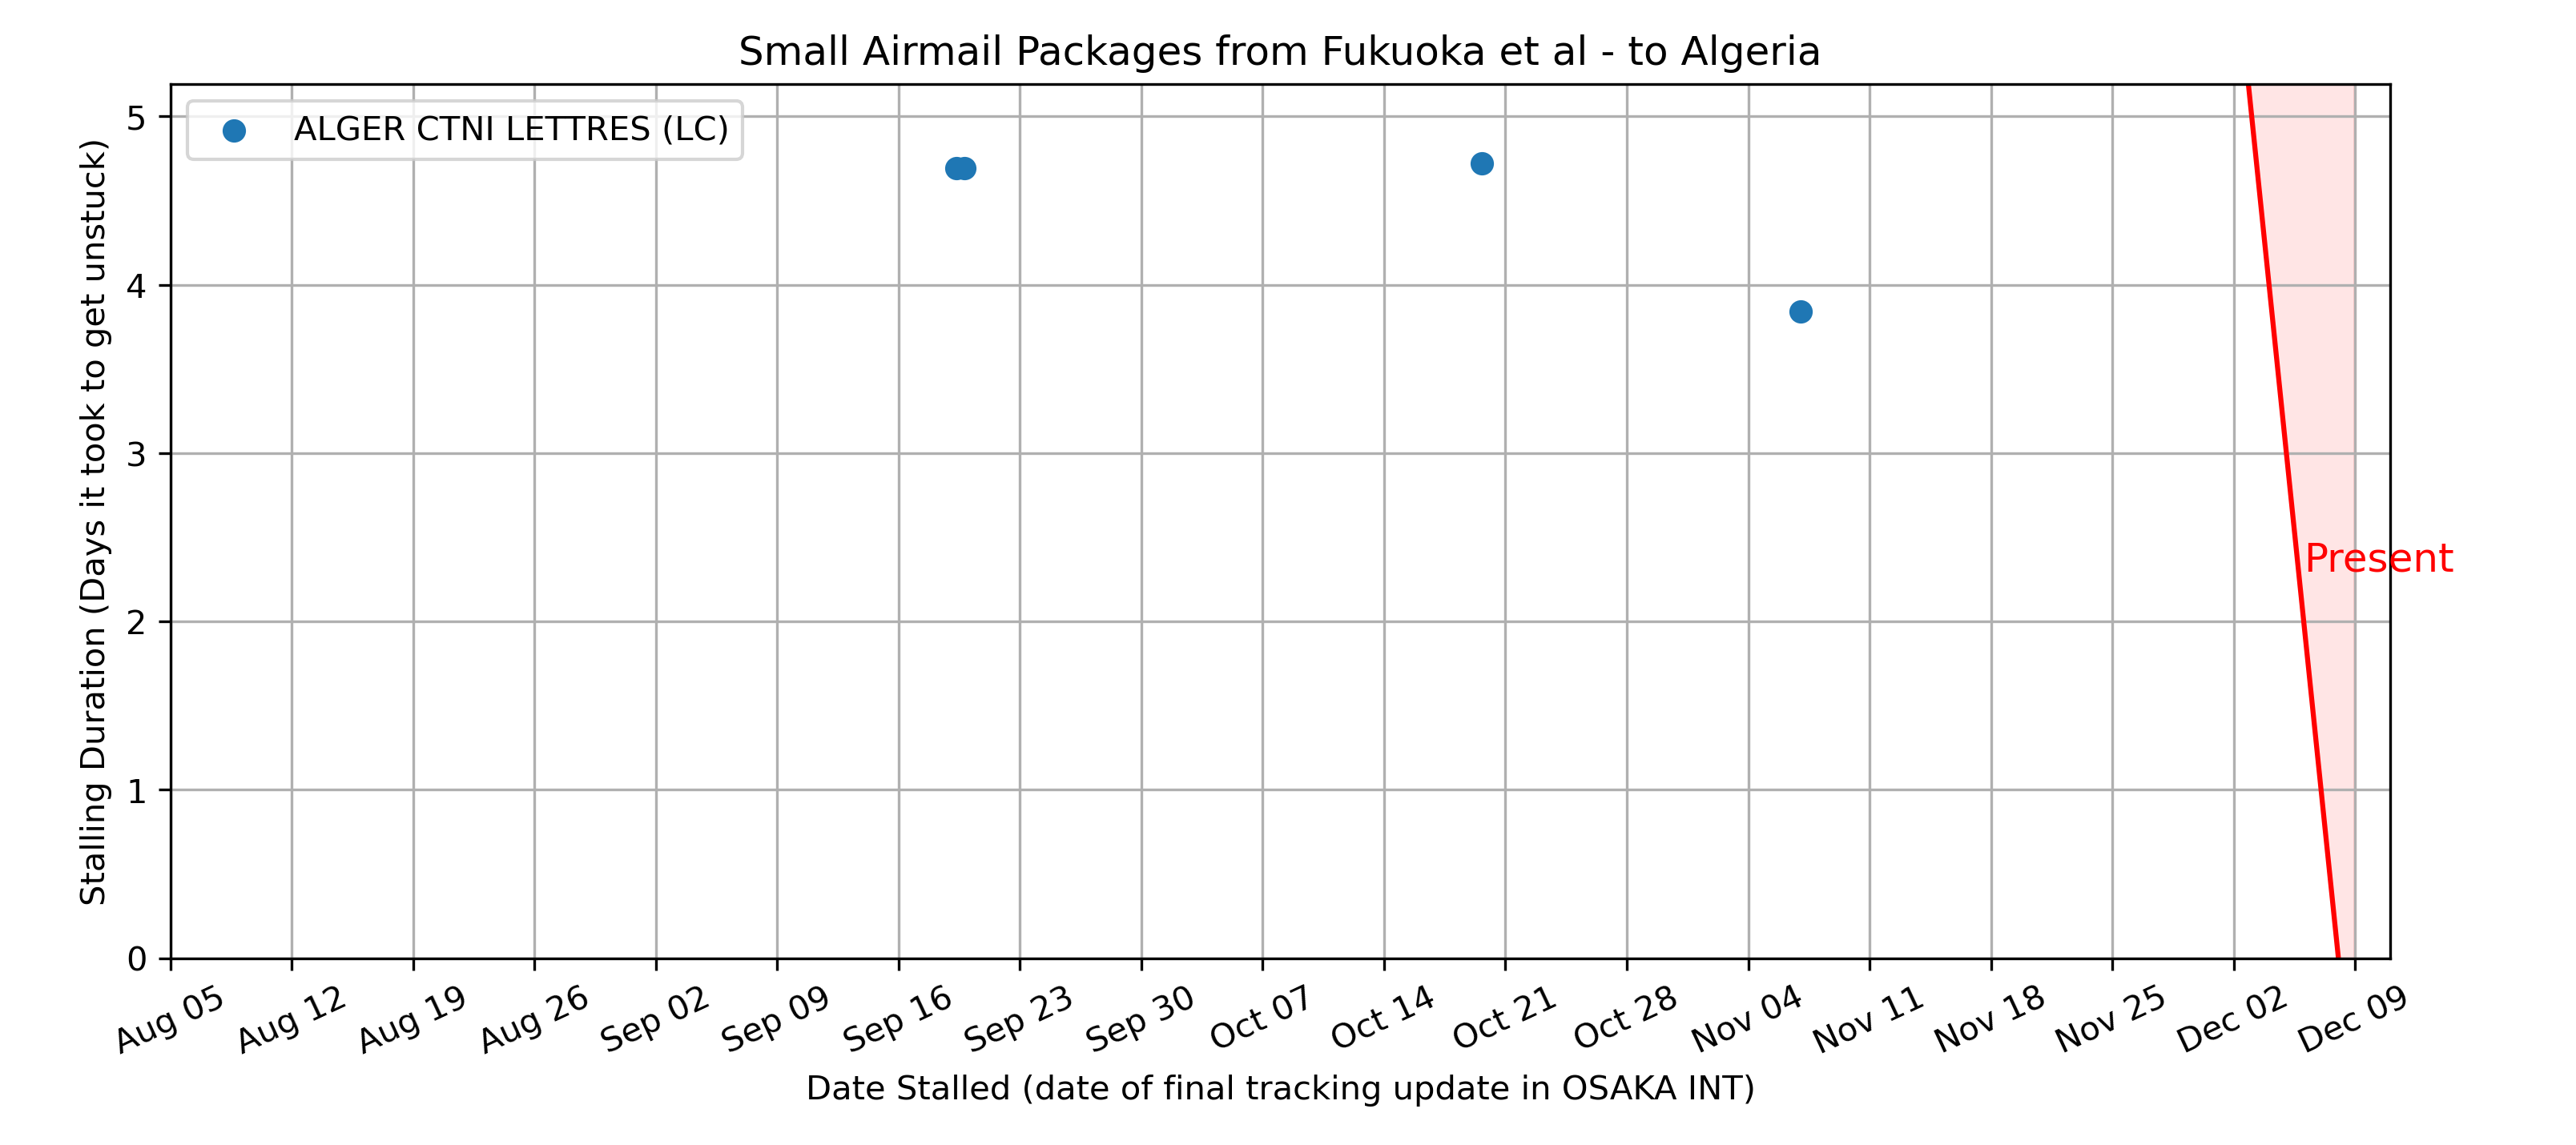 Small Airmail Packages from Fukuoka et al - to Algeria
ALGER CTNI LETTRES (LC)
Stalling Duration (Days it took to get unstuck)
5
4
3
2
1
0
Present
Aug 05 Aug 12 Aug 19 Aug 26 Sep 02 Sep 09 Sep 16 Sep 23 Sep 30 Oct 07 Oct 14 Oct 21 Oct 28 Nov 04 Nov 11 Nov 18 Nov 25 Dec 02 Dec 09
Date Stalled (date of final tracking update in OSAKA INT)